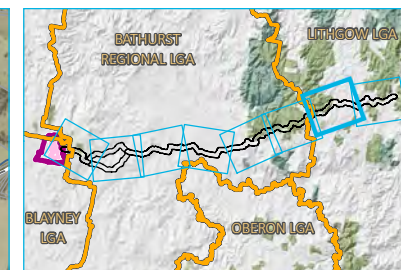 BATHURST
REGIONAL LGA
LITHGOW LGA
BLAYNEY
LGA
OBERON LGA